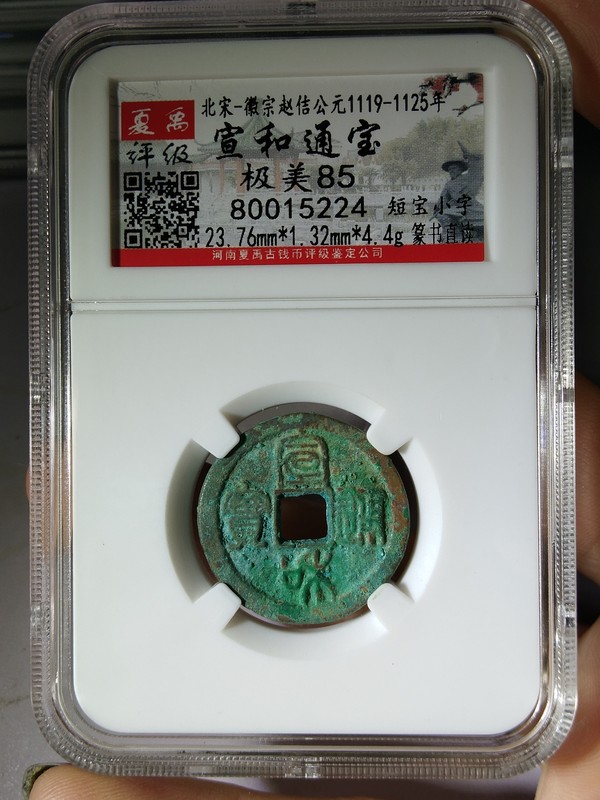 夏禹
评级
北宋-徽宗赵佶公元1119-1125年
宣和通宝
极美85
80015224 短宝小字
23.76mm*1.32mm*4.4g 篆书直读
河南夏禹古钱币评级鉴定公司
宣
和
通
寶